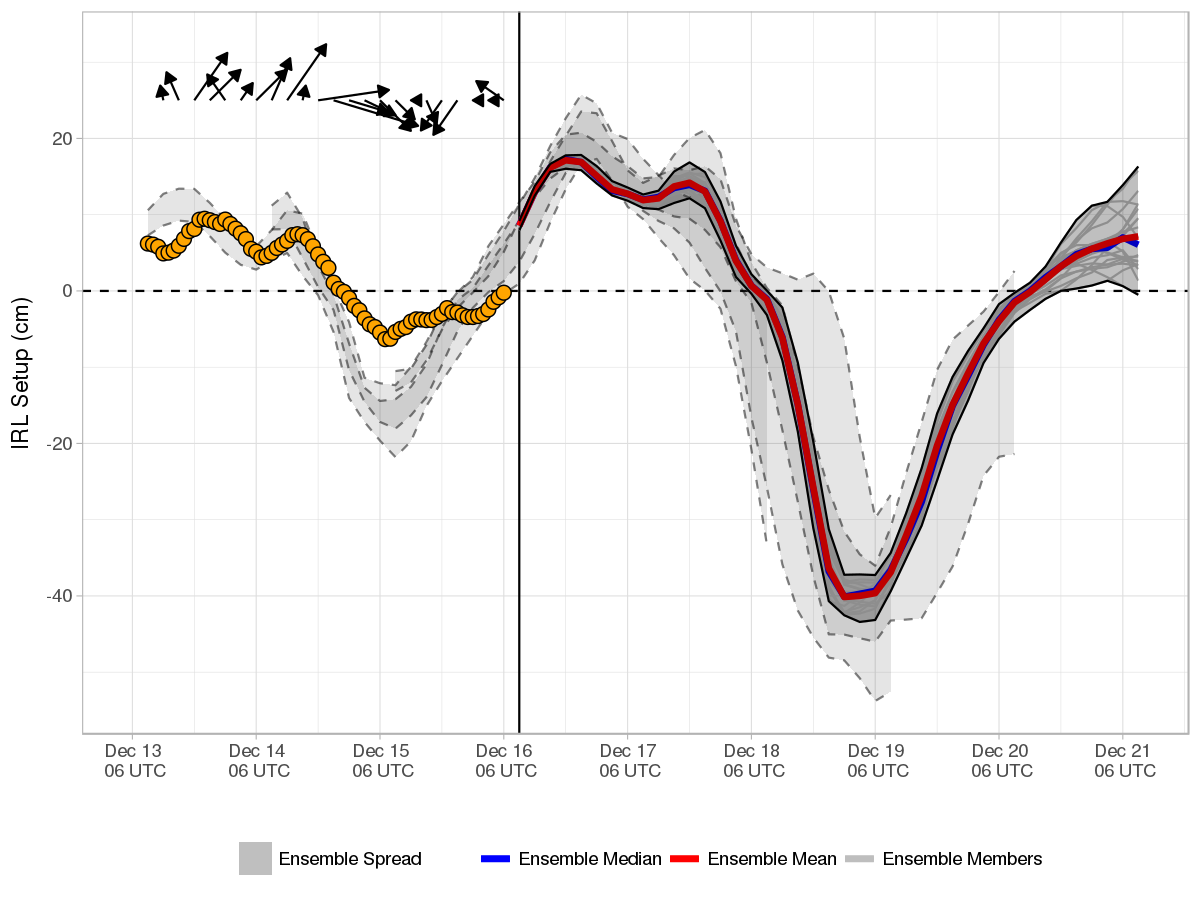 IRL Setup (cm)
20
0
-20
-40
Dec 13 Dec 14 Dec 15 Dec 16 Dec 17 Dec 18 Dec 19 Dec 20 Dec 21
06 UTC 06 UTC 06 UTC 06 UTC 06 UTC 06 UTC 06 UTC 06 UTC 06 UTC
Ensemble Spread Ensemble Median Ensemble Mean Ensemble Members